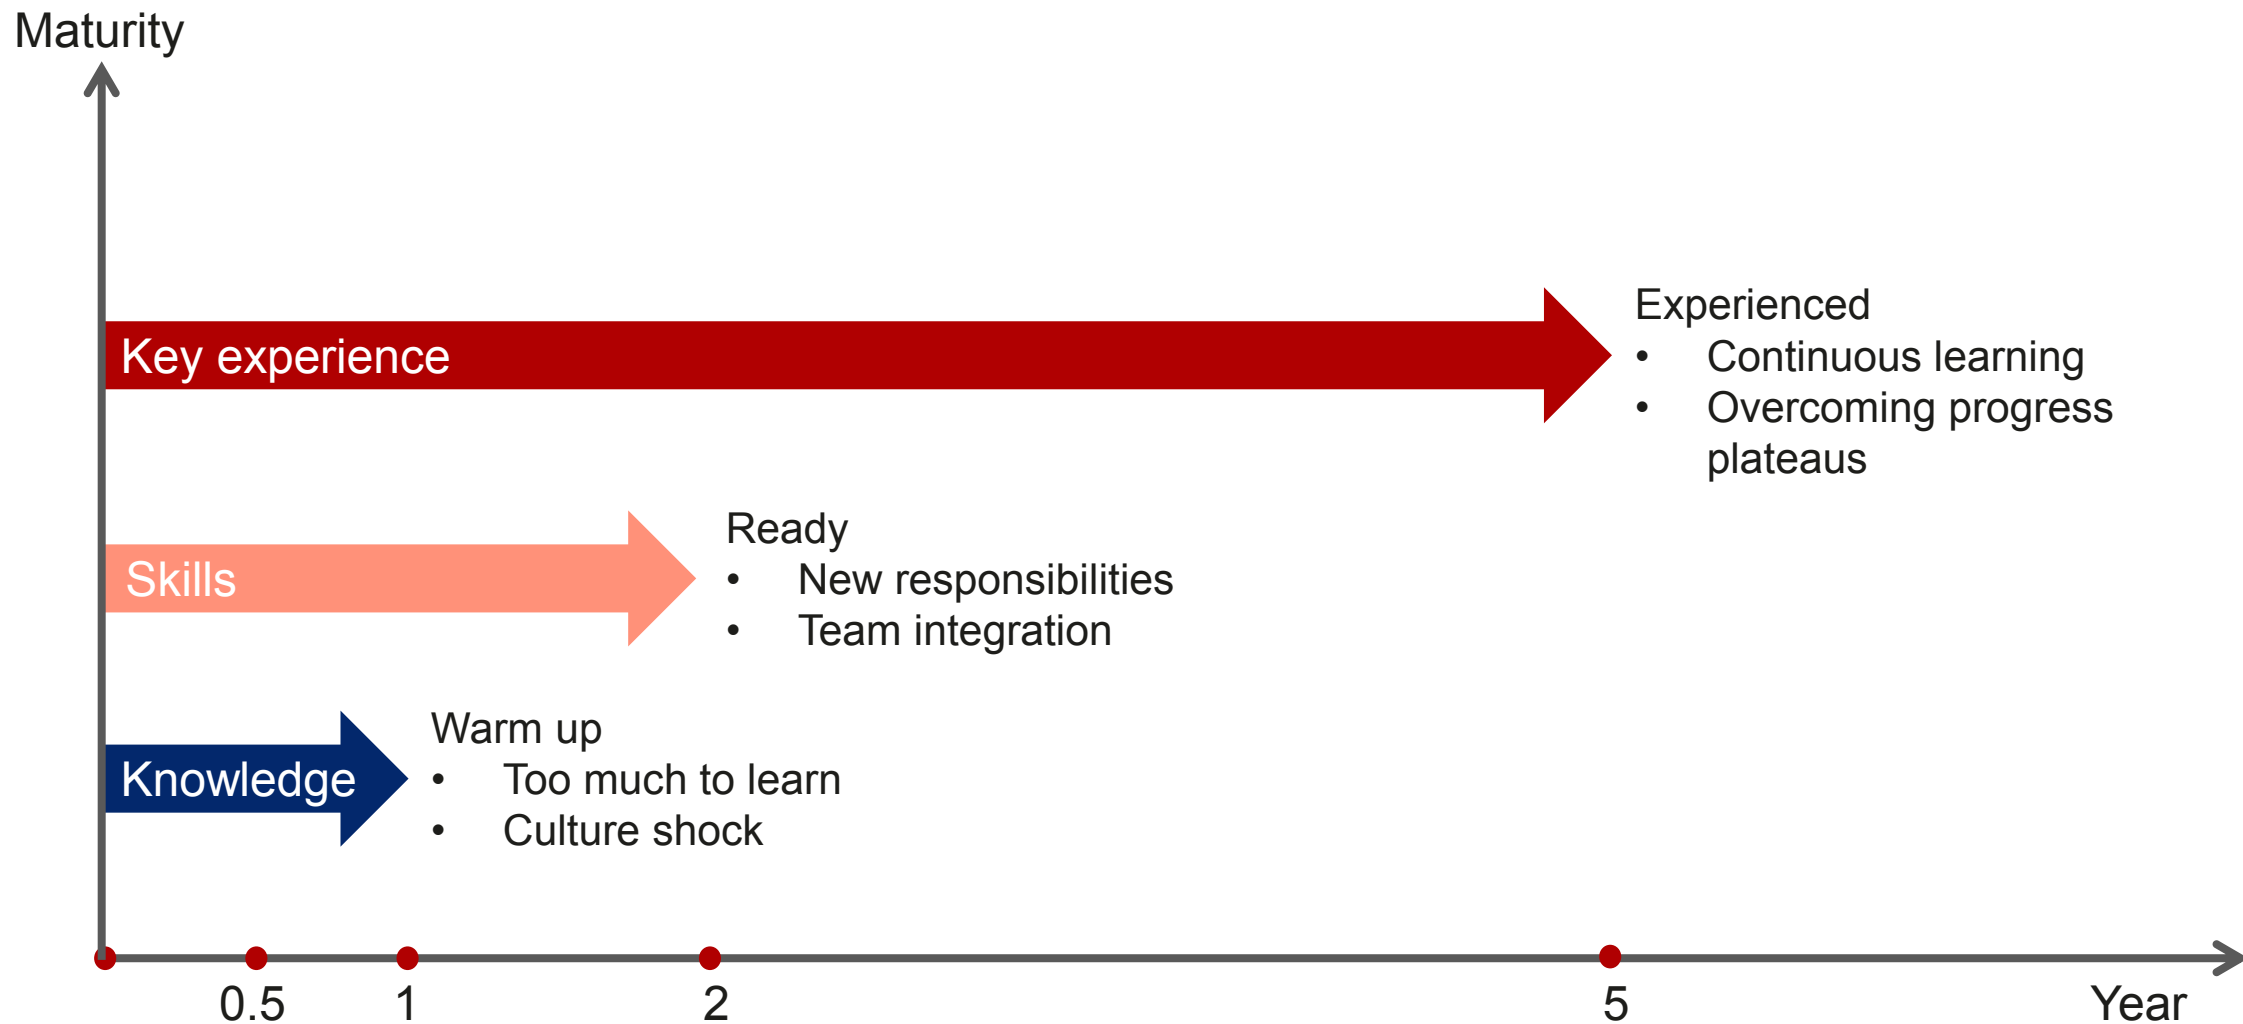 Maturity
Key experience
Experienced
• Continuous learning
• Overcoming progress
plateaus
Skills
Ready
• New responsibilities
• Team integration
Knowledge
Warm up
• Too much to learn
• Culture shock
0.5 1 2 5 Year